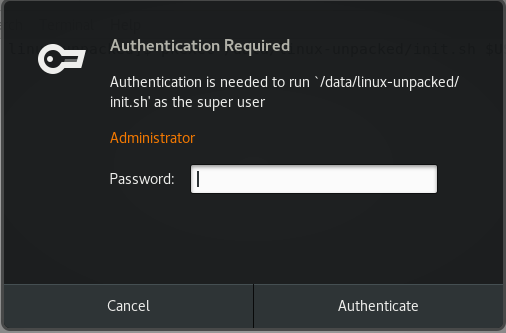 Authentication Required
Authentication is needed to run `/data/linux-unpacked/
init.sh' as the super user
Administrator
Password:
Cancel
Authenticate